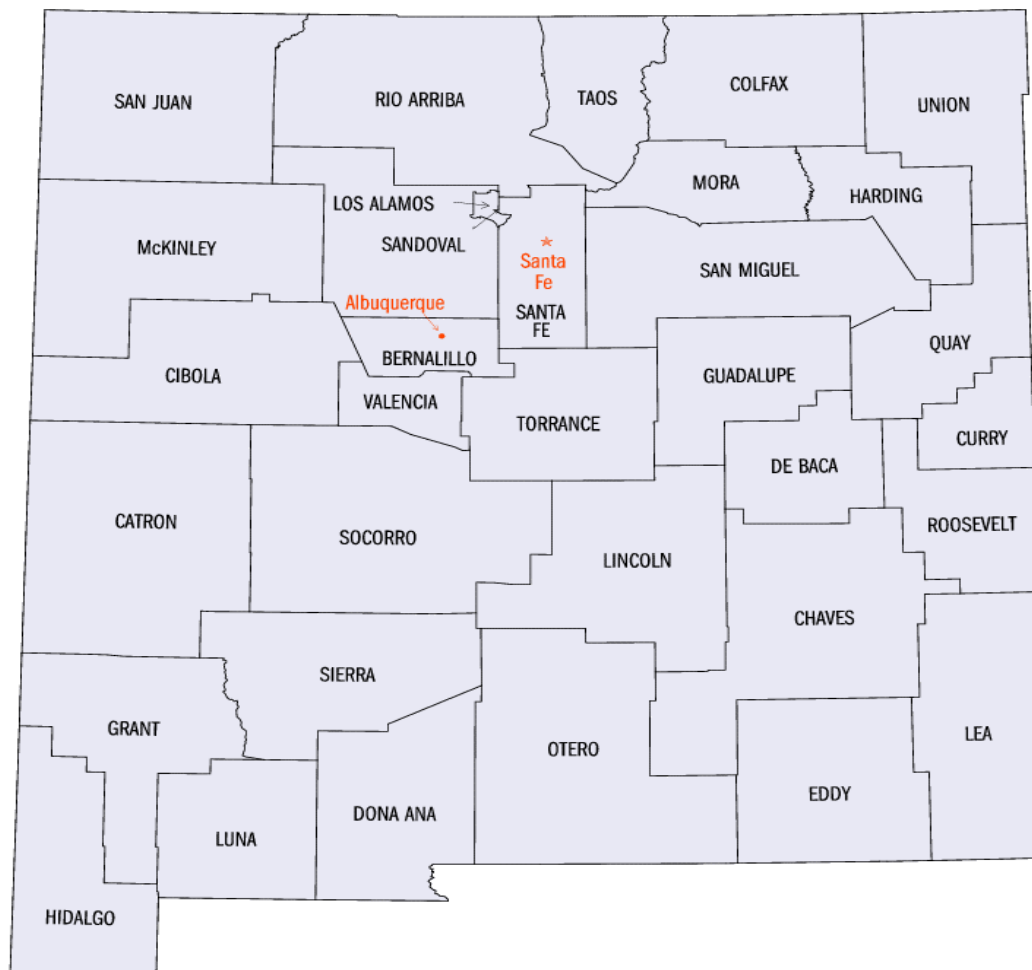 SAN JUAN
RIO ARRIBA
TAOS
COLFAX
UNION
MORA
HARDING
LOS ALAMOS
McKINLEY
SANDOVAL
Santa
Fe
SAN MIGUEL
Albuquerque
SANTA
FE
QUAY
BERNALILLO
CIBOLA
GUADALUPE
VALENCIA
TORRANCE
CURRY
DE BACA
CATRON
SOCORRO
ROOSEVELT
LINCOLN
CHAVES
SIERRA
GRANT
OTERO
LEA
EDDY
DONA ANA
LUNA
HIDALGO